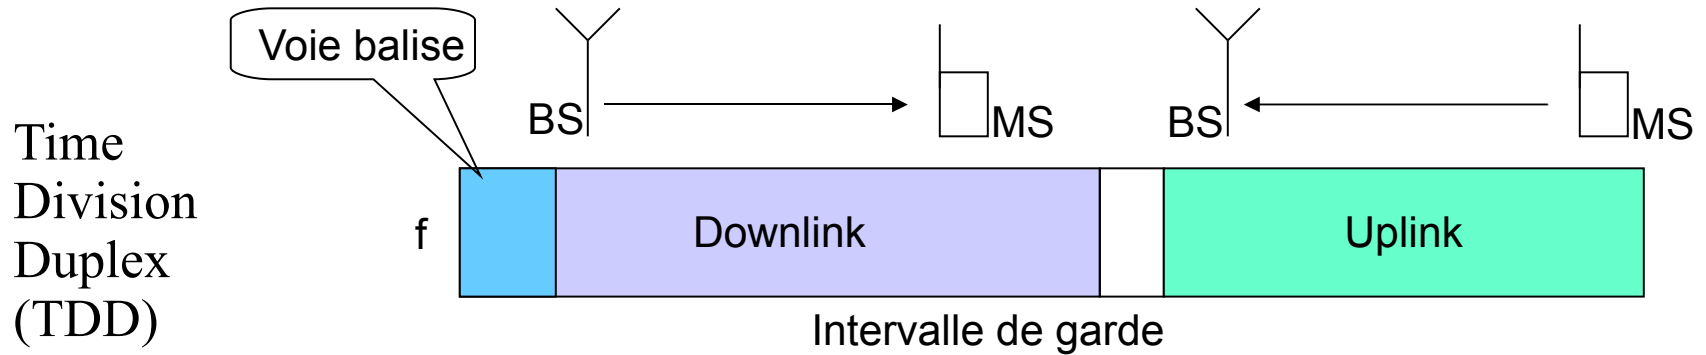 Voie balise
BS
MS
BS
MS
Time
Division
Duplex
(TDD)
f
Downlink
Uplink
Intervalle de garde